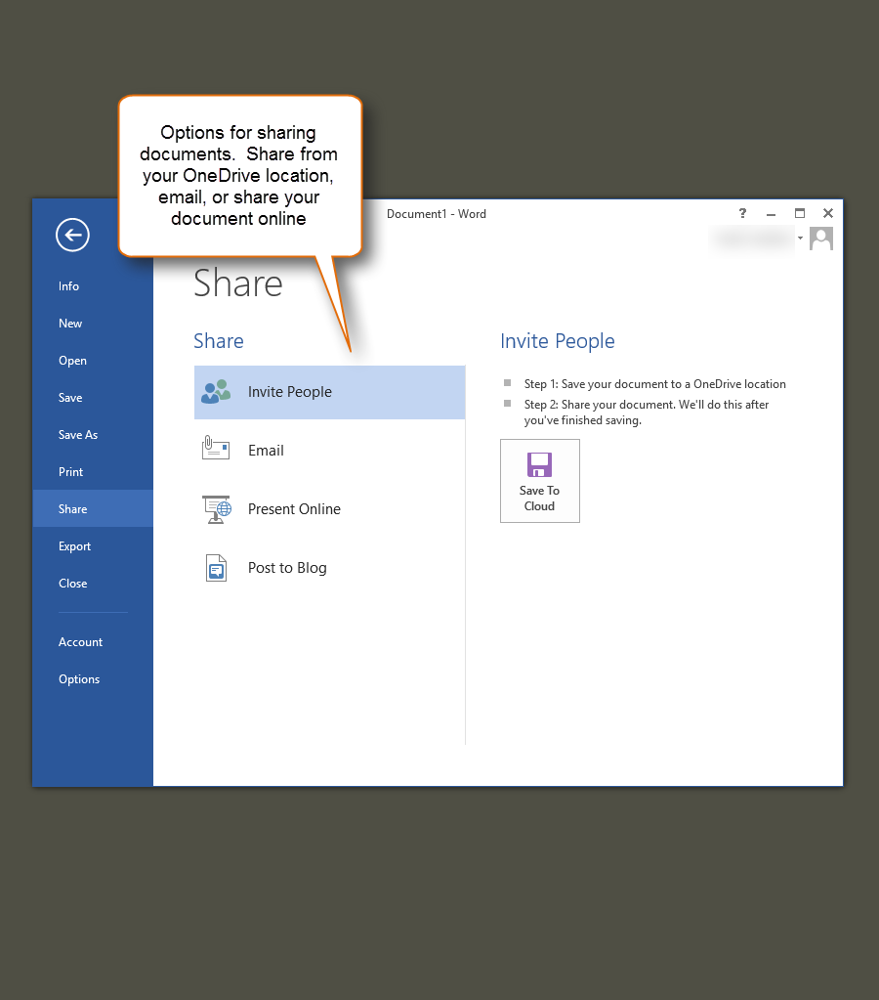 Options for sharing
documents.  Share from
your OneDrive location,
email, or share your
document online
Document1 - Word
?
Info
New
Open
Save
Save As
Print
Share
Export
Close
Account
Options
Share
Share
Invite People
Email
Present Online
Post to Blog
Invite People
Step 1: Save your document to a OneDrive location
Step 2: Share your document. We'll do this after
you've finished saving.
Save To
Cloud